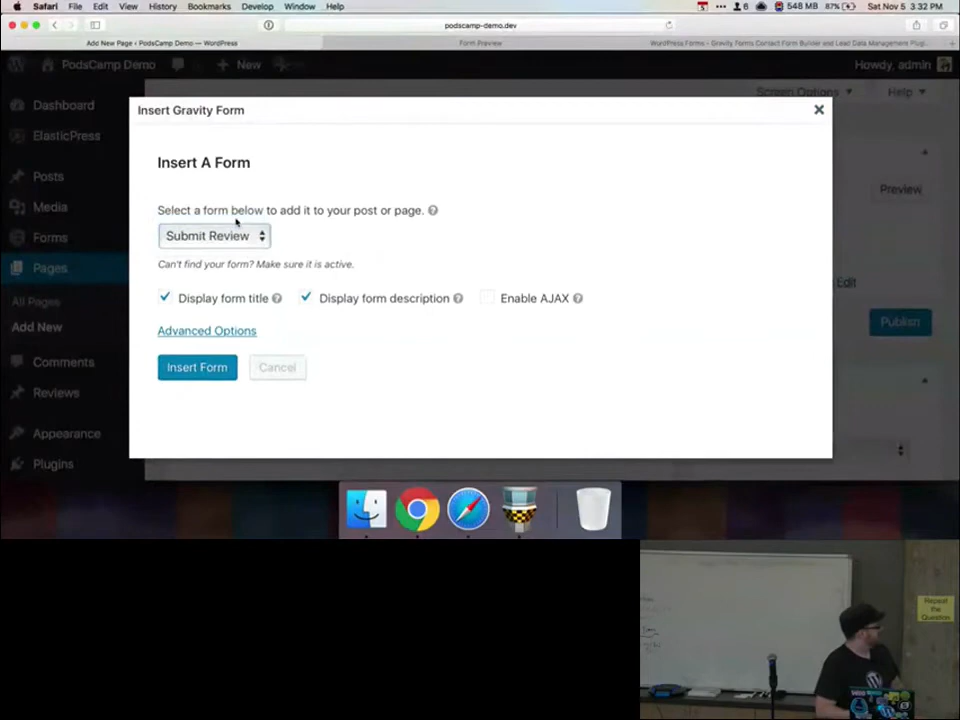 Safari File Edit View History Bookmarks Develop Window Help 5 ••• 6 548 MB 87% Sat Nov 5 3:32 PM
podscamp-demo.dev
Add New Page ‹ PodsCamp Demo — WordPress Form Preview WordPress Forms - Gravity Forms Contact Form Builder and Lead Data Management Plugi...
PodsCamp Demo + New Howdy, admin
Screen Options Help
Insert Gravity Form
Dashboard
ElasticPress
Posts
Media
Forms
Pages
All Pages
Add New
Comments
Reviews
Appearance
Plugins
Insert A Form
Select a form below to add it to your post or page. ?
Submit Review
Can't find your form? Make sure it is active.
Display form title ? Display form description ? Enable AJAX ?
Advanced Options
Insert Form Cancel
Preview
Edit
Publish
Repeat
the
Question